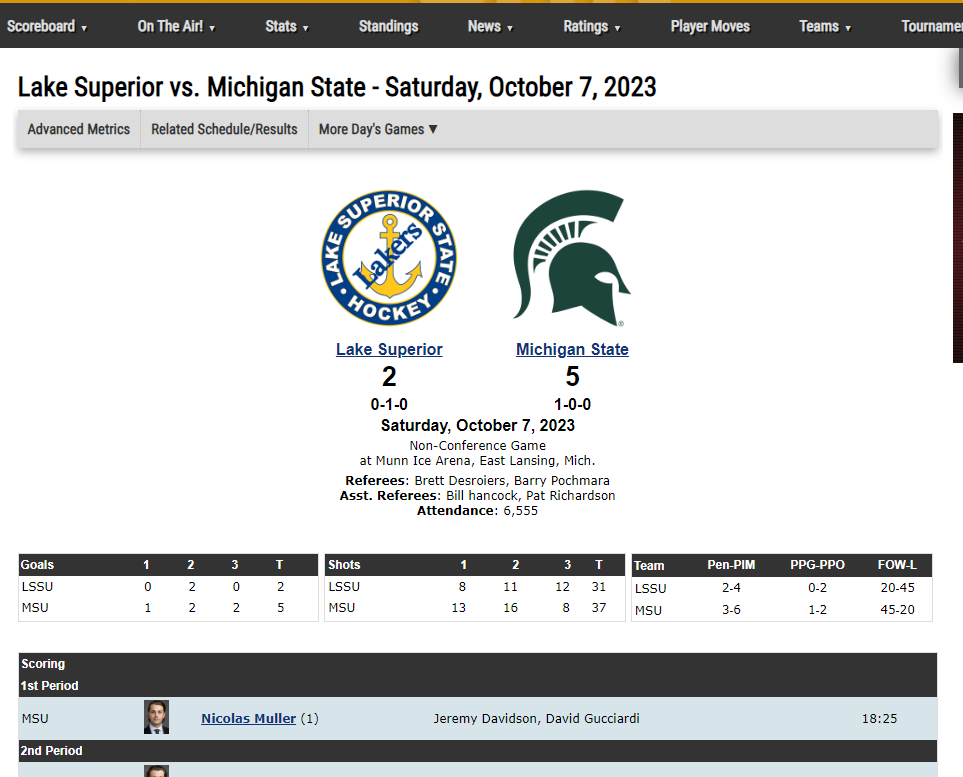 Scoreboard ▼ On The Air! ▼ Stats ▼ Standings News ▼ Ratings ▼ Player Moves Teams ▼ Tourname
Lake Superior vs. Michigan State - Saturday, October 7, 2023
Advanced Metrics Related Schedule/Results More Day's Games ▼
LAKE SUPERIOR STATE
Lakers
• HOCKEY •
®
Lake Superior Michigan State
2 5
0-1-0 1-0-0
Saturday, October 7, 2023
Non-Conference Game
at Munn Ice Arena, East Lansing, Mich.
Referees: Brett Desroiers, Barry Pochmara
Asst. Referees: Bill hancock, Pat Richardson
Attendance: 6,555
Goals 1 2 3 T Shots 1 2 3 T Team Pen-PIM PPG-PPO FOW-L
LSSU 0 2 0 2 LSSU 8 11 12 31 LSSU 2-4 0-2 20-45
MSU 1 2 2 5 MSU 13 16 8 37 MSU 3-6 1-2 45-20
Scoring
1st Period
MSU Nicolas Muller (1) Jeremy Davidson, David Gucciardi 18:25
2nd Period